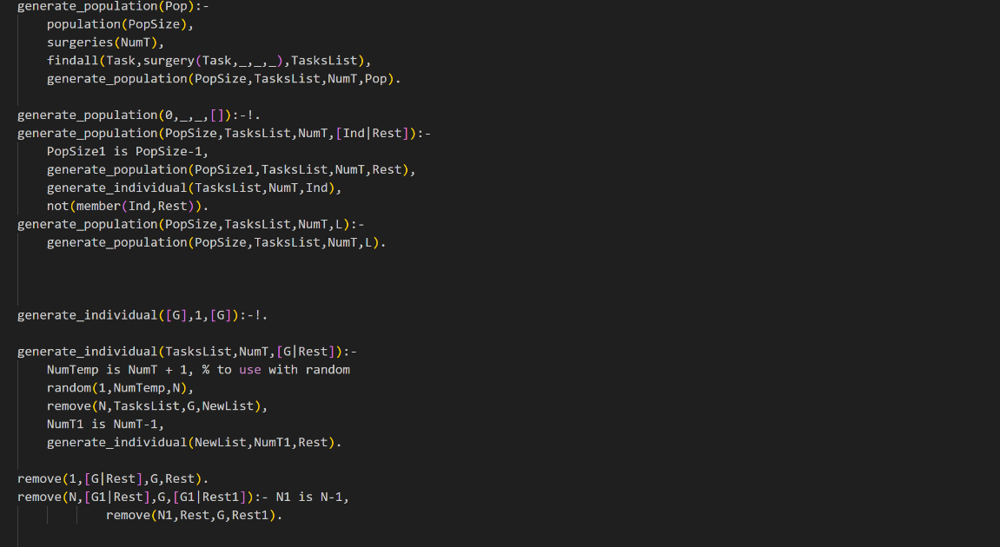 generate_population(Pop):-
    population(PopSize),
    surgeries(NumT),
    findall(Task,surgery(Task,_,_,_),TasksList),
    generate_population(PopSize,TasksList,NumT,Pop).
generate_population(0,_,_,[]):-!.
generate_population(PopSize,TasksList,NumT,[Ind|Rest]):-
    PopSize1 is PopSize-1,
    generate_population(PopSize1,TasksList,NumT,Rest),
    generate_individual(TasksList,NumT,Ind),
    not(member(Ind,Rest)).
generate_population(PopSize,TasksList,NumT,L):-
    generate_population(PopSize,TasksList,NumT,L).
generate_individual([G],1,[G]):-!.
generate_individual(TasksList,NumT,[G|Rest]):-
    NumTemp is NumT + 1, % to use with random
    random(1,NumTemp,N),
    remove(N,TasksList,G,NewList),
    NumT1 is NumT-1,
    generate_individual(NewList,NumT1,Rest).
remove(1,[G|Rest],G,Rest).
remove(N,[G1|Rest],G,[G1|Rest1]):- N1 is N-1,
            remove(N1,Rest,G,Rest1).